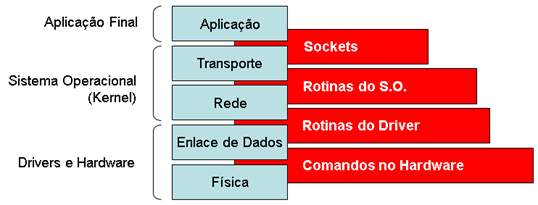 Aplicação Final
Aplicação
Sockets
Sistema Operacional
(Kernel)
Transporte
Rotinas do S.O.
Rede
Rotinas do Driver
Drivers e Hardware
Enlace de Dados
Comandos no Hardware
Física